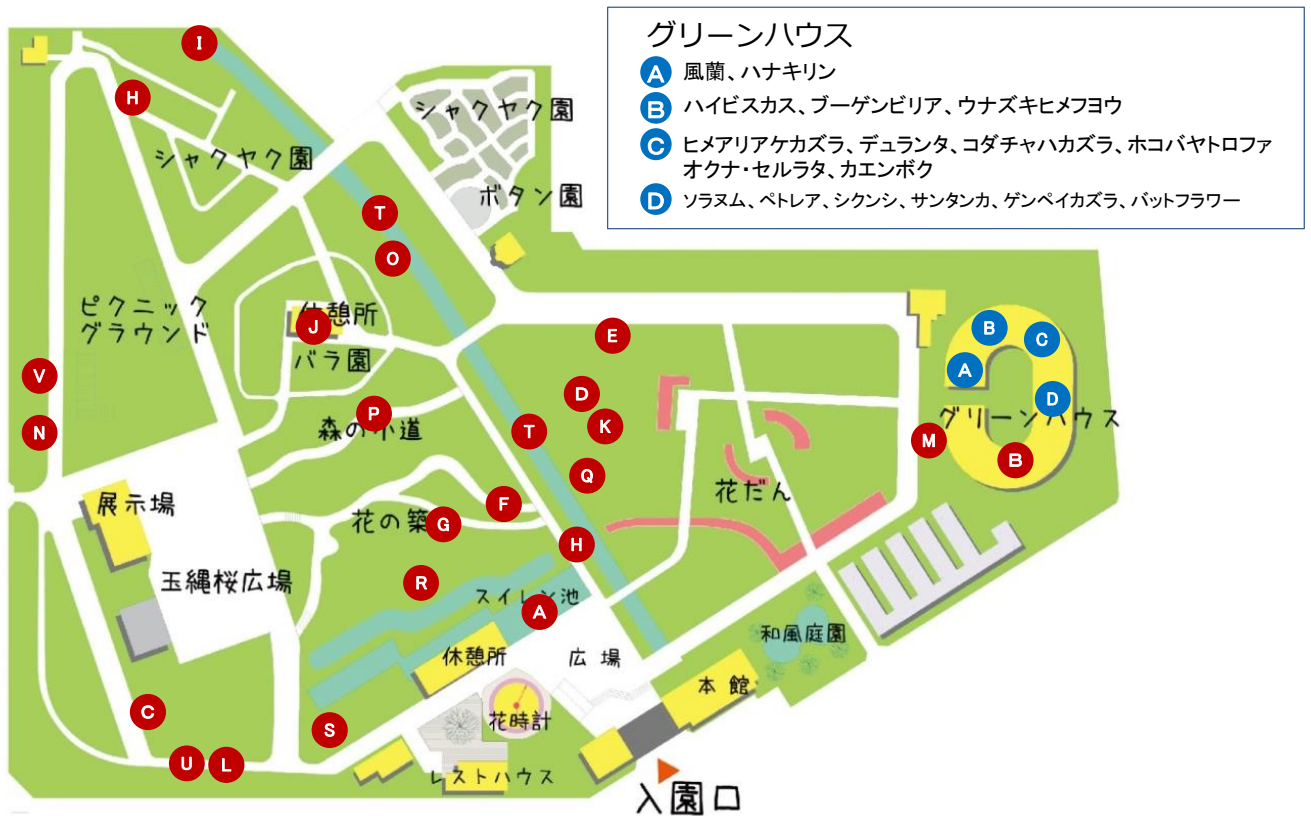 グリーンハウス
A 風蘭、ハナキリン
B ハイビスカス、ブーゲンビリア、ウナズキヒメフヨウ
C ヒメアリアケカズラ、デュランタ、コダチャハカズラ、ホコバヤトロファ
オクナ・セルラタ、カエンボク
D ソラヌム、ペトレア、シクンシ、サンタンカ、ゲンペイカズラ、バットフラワー
I
H
シャクヤク園
シャクヤク園
ボタン園
T
O
ピクニック
グラウンド
休憩所
J
バラ園
E
B
C
A
D
グリーンハウス
V
N
P
森の小道
D
K
T
Q
M
B
展示場
花の築
G
F
花だん
H
玉縄桜広場
R
スイレン池
A
和風庭園
休憩所
広場
本館
C
S
花時計
U
L
レストハウス
入園口